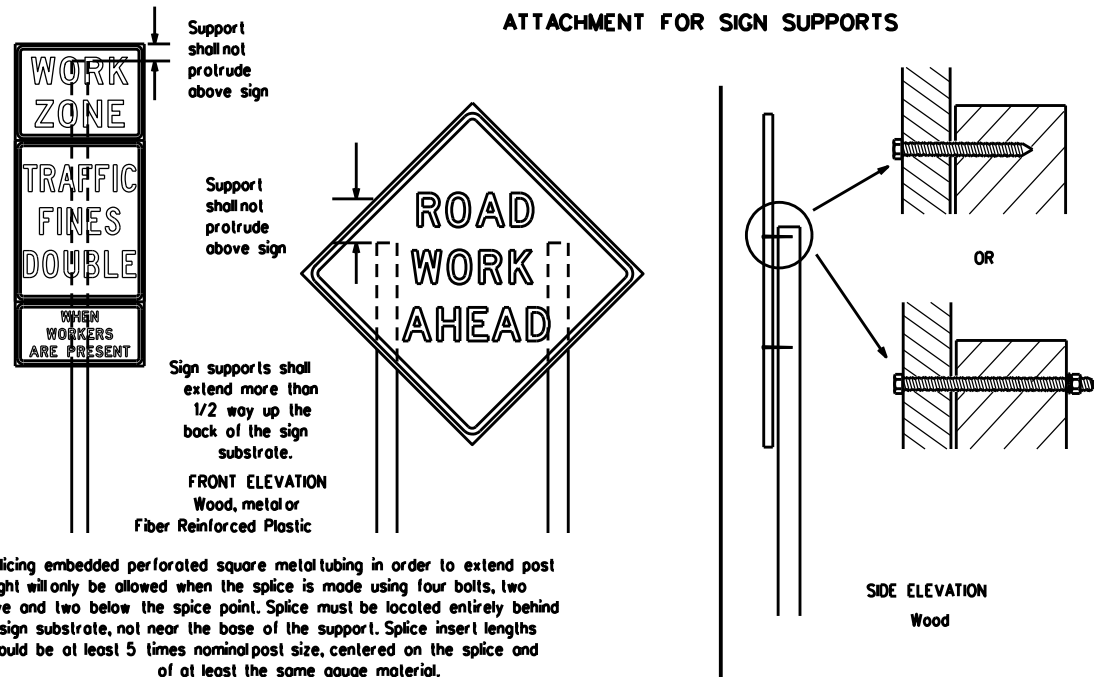 ATTACHMENT FOR SIGN SUPPORTS
Support
shall not
protrude
above sign
WORK
ZONE
TRAFFIC
FINES
DOUBLE
WHEN
WORKERS
ARE PRESENT
Support
shall not
protrude
above sign
ROAD
WORK
AHEAD
Sign supports shall
extend more than
1/2 way up the
back of the sign
substrate.
FRONT ELEVATION
Wood, metal or
Fiber Reinforced Plastic
OR
SIDE ELEVATION
Wood
embedded perforated square metal tubing in order to extend post
will only be allowed when the splice is made using four bolts, two
and two below the spice point. Splice must be located entirely behind
sign substrate, not near the base of the support. Splice insert lengths
be at least 5 times nominal post size, centered on the splice and
of at least the same gauge material.